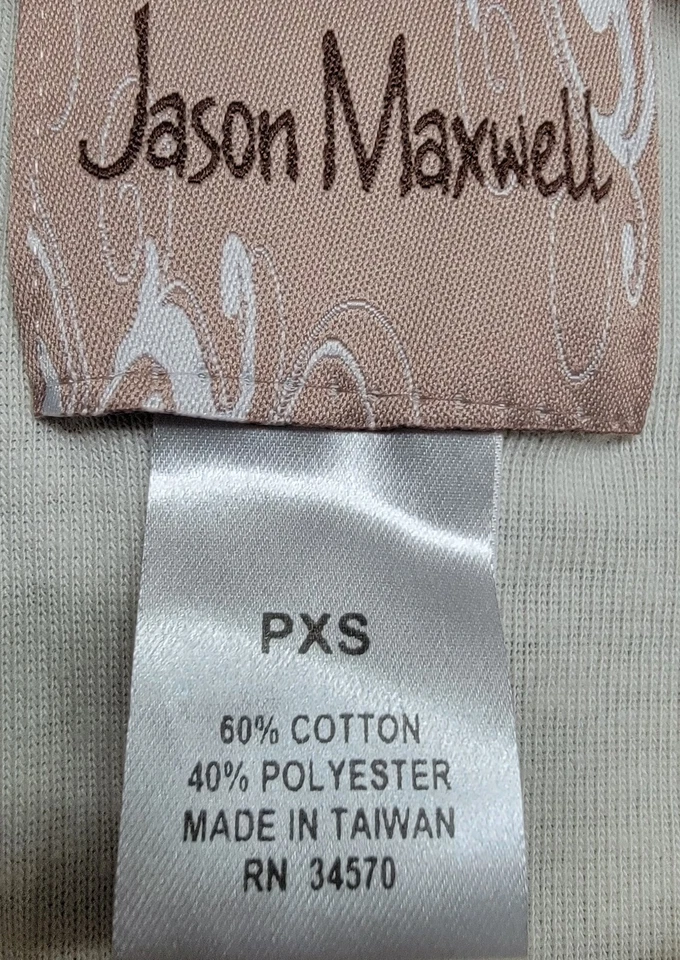 Jason Maxwell
PXS
60% COTTON
40% POLYESTER
MADE IN TAIWAN
RN 34570